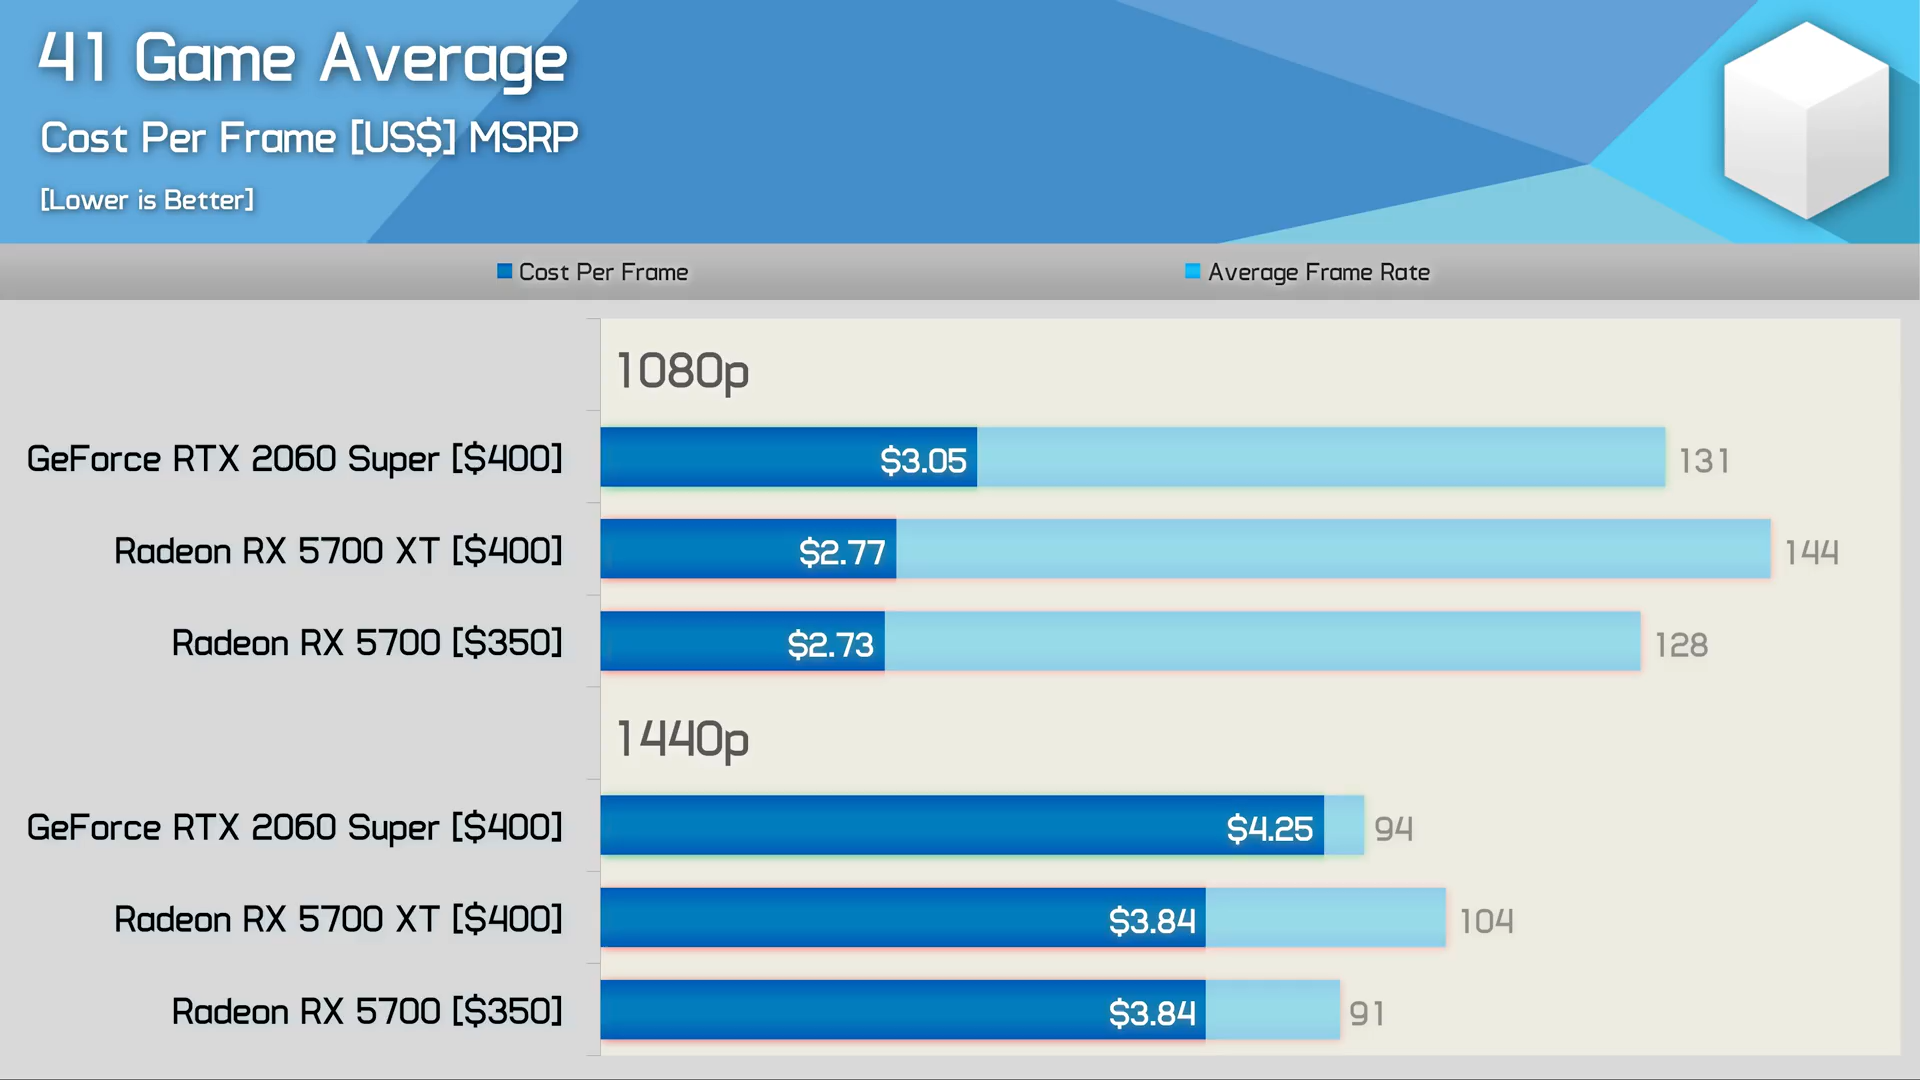 41 Game Average
Cost Per Frame [US$] MSRP
[Lower is Better]
Cost Per Frame
Average Frame Rate
1080p
GeForce RTX 2060 Super [$400] $3.05 131
Radeon RX 5700 XT [$400] $2.77 144
Radeon RX 5700 [$350] $2.73 128
1440p
GeForce RTX 2060 Super [$400] $4.25 94
Radeon RX 5700 XT [$400] $3.84 104
Radeon RX 5700 [$350] $3.84 91